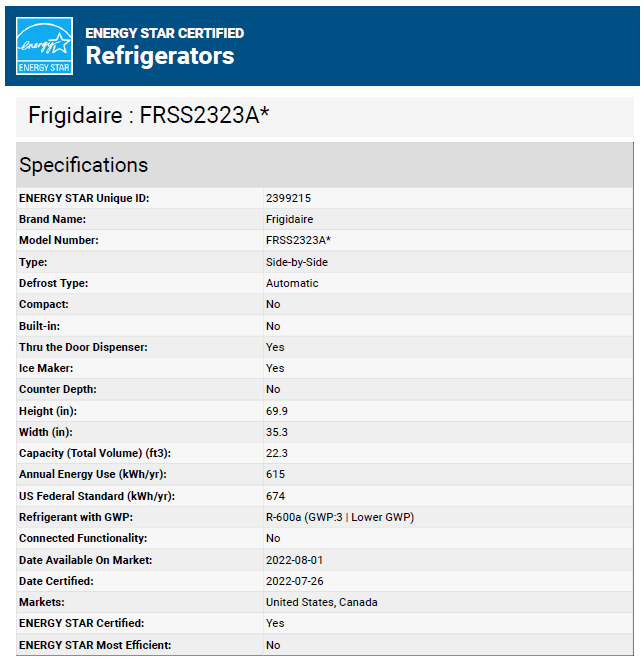 energy
ENERGY STAR
ENERGY STAR CERTIFIED
Refrigerators
Frigidaire : FRSS2323A*
Specifications
ENERGY STAR Unique ID: 2399215
Brand Name: Frigidaire
Model Number: FRSS2323A*
Type: Side-by-Side
Defrost Type: Automatic
Compact: No
Built-in: No
Thru the Door Dispenser: Yes
Ice Maker: Yes
Counter Depth: No
Height (in): 69.9
Width (in): 35.3
Capacity (Total Volume) (ft3): 22.3
Annual Energy Use (kWh/yr): 615
US Federal Standard (kWh/yr): 674
Refrigerant with GWP: R-600a (GWP:3 | Lower GWP)
Connected Functionality: No
Date Available On Market: 2022-08-01
Date Certified: 2022-07-26
Markets: United States, Canada
ENERGY STAR Certified: Yes
ENERGY STAR Most Efficient: No